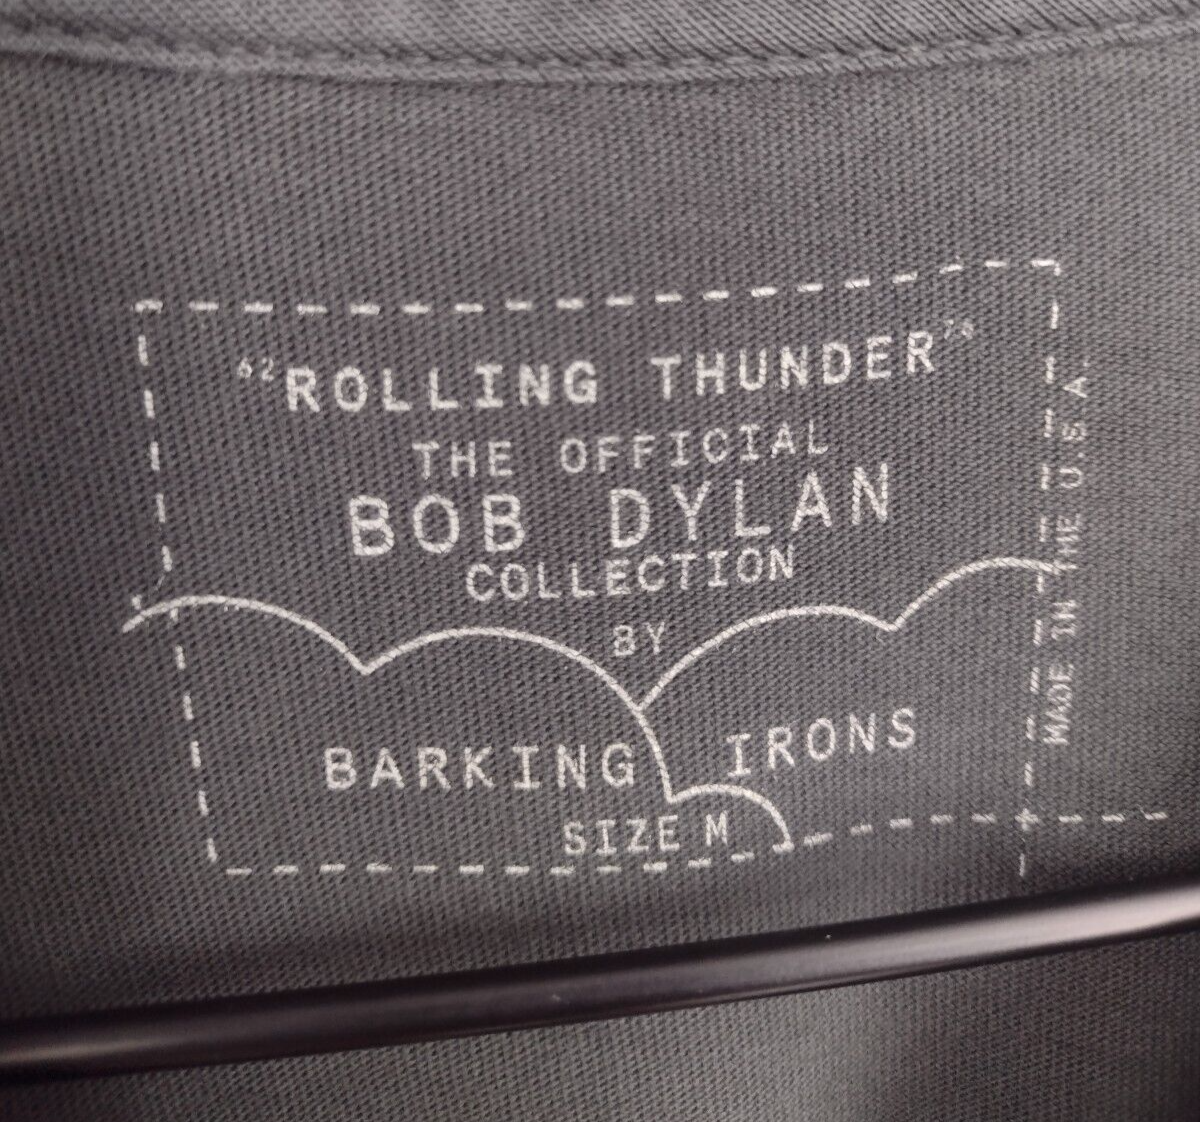 62"ROLLING THUNDER"76
THE OFFICIAL
BOB DYLAN
COLLECTION
BY
BARKING IRONS
SIZE M
MADE IN THE U.S.A.